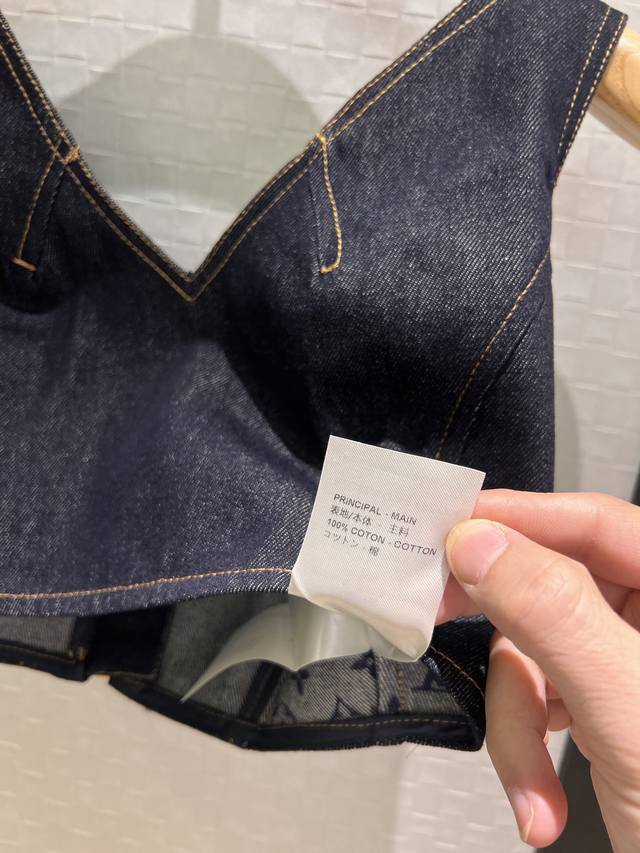 PRINCIPAL - MAIN
表地/本体 - 主料
100% COTON - COTTON
コットン - 棉